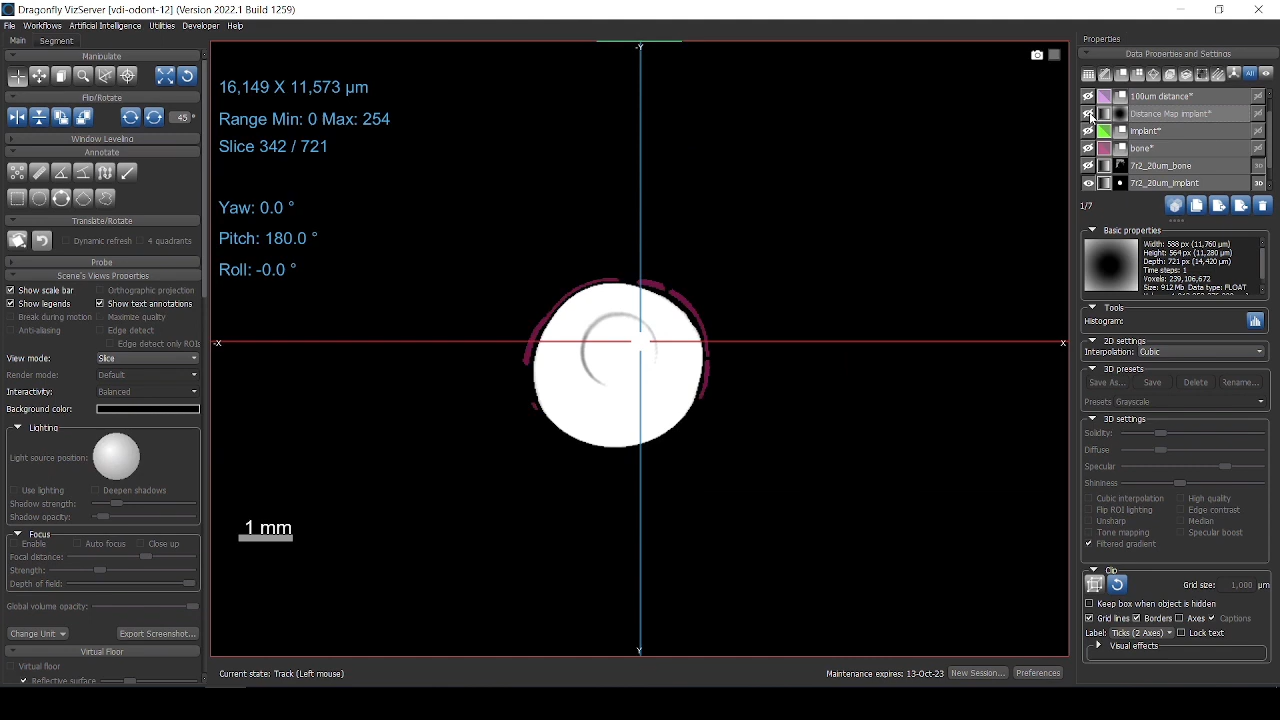 Dragonfly VizServer [vdi-odont-12] (Version 2022.1 Build 1259)
File Workflows Artificial Intelligence Utilities Developer Help
Main Segment
Manipulate
Flip/Rotate
45 °
Window Leveling
Annotate
Translate/Rotate
Dynamic refresh 4 quadrants
Probe
Scene's Views Properties
Show scale bar Orthographic projection
Show legends Show text annotations
Break during motion Maximize quality
Anti-aliasing Edge detect
Edge detect only ROIs
View mode: Slice
Render mode: Default
Interactivity: Balanced
Background color:
Lighting
Light source position:
Use lighting Deepen shadows
Shadow strength:
Shadow opacity:
Focus
Enable Auto focus Close up
Focal distance:
Strength:
Depth of field:
Global volume opacity:
Change Unit Export Screenshot...
Virtual Floor
Virtual floor
Reflective surface
16,149 X 11,573 µm
Range Min: 0 Max: 254
Slice 342 / 721
Yaw: 0.0 °
Pitch: 180.0 °
Roll: -0.0 °
1 mm
-Y
-X
X
Y
Current state: Track (Left mouse)
Maintenance expires: 13-Oct-23 New Session... Preferences
Properties
Data Properties and Settings
All
100um distance*
Distance Map implant*
implant*
bone*
7r2_20um_bone 3D
7r2_20um_implant 3D
1/7
Basic properties
Width: 588 px (11,760 µm)
Height: 564 px (11,280 µm)
Depth: 721 px (14,420 µm)
Time steps: 1
Voxels: 239,106,672
Size: 912 Mb Data type: FLOAT
Tools
Histogram:
2D settings
Interpolation: Cubic
3D presets
Save As... Save Delete Rename...
Presets Grayscale
3D settings
Solidity:
Diffuse
Specular
Shininess
Cubic interpolation High quality
Flip ROI lighting Edge contrast
Unsharp Median
Tone mapping Specular boost
Filtered gradient
Clip
Grid size: 1,000 µm
Keep box when object is hidden
Grid lines Borders Axes Captions
Label: Ticks (2 Axes) Lock text
Visual effects